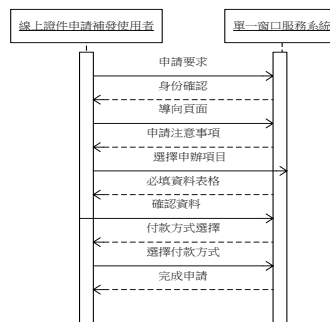 線上證件申請補發使用者
單一窗口服務系統
申請要求
身份確認
導向頁面
申請注意事項
選擇申辦項目
必填資料表格
確認資料
付款方式選擇
選擇付款方式
完成申請